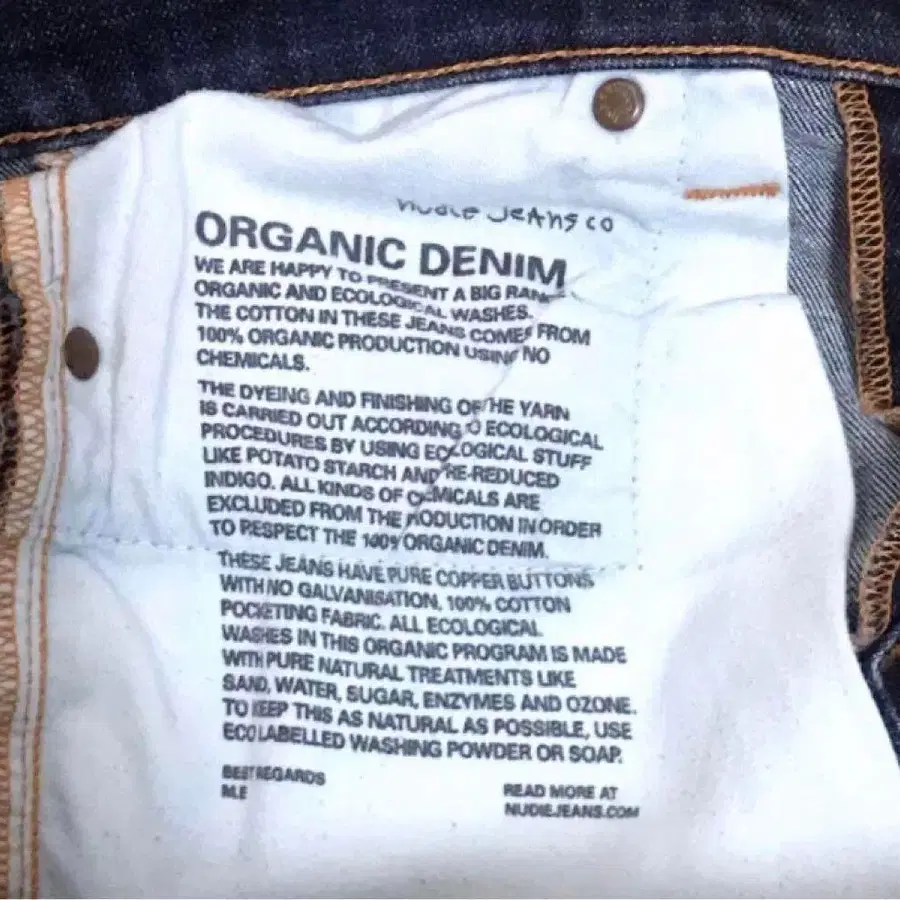 nudie jeans co
ORGANIC DENIM
WE ARE HAPPY TO PRESENT A BIG RANGE
ORGANIC AND ECOLOGICAL WASHES.
THE COTTON IN THESE JEANS COMES FROM
100% ORGANIC PRODUCTION USING NO
CHEMICALS.
THE DYEING AND FINISHING OF THE YARN
IS CARRIED OUT ACCORDING TO ECOLOGICAL
PROCEDURES BY USING ECOLOGICAL STUFF
LIKE POTATO STARCH AND RE-REDUCED
INDIGO. ALL KINDS OF CHEMICALS ARE
EXCLUDED FROM THE PRODUCTION IN ORDER
TO RESPECT THE 100% ORGANIC DENIM.
THESE JEANS HAVE PURE COPPER BUTTONS
WITH NO GALVANISATION, 100% COTTON
POCKETING FABRIC. ALL ECOLOGICAL
WASHES IN THIS ORGANIC PROGRAM IS MADE
WITH PURE NATURAL TREATMENTS LIKE
SAND, WATER, SUGAR, ENZYMES AND OZONE.
TO KEEP THIS AS NATURAL AS POSSIBLE, USE
ECOLABELLED WASHING POWDER OR SOAP.
BEST REGARDS
READ MORE AT
NUDIEJEANS.COM